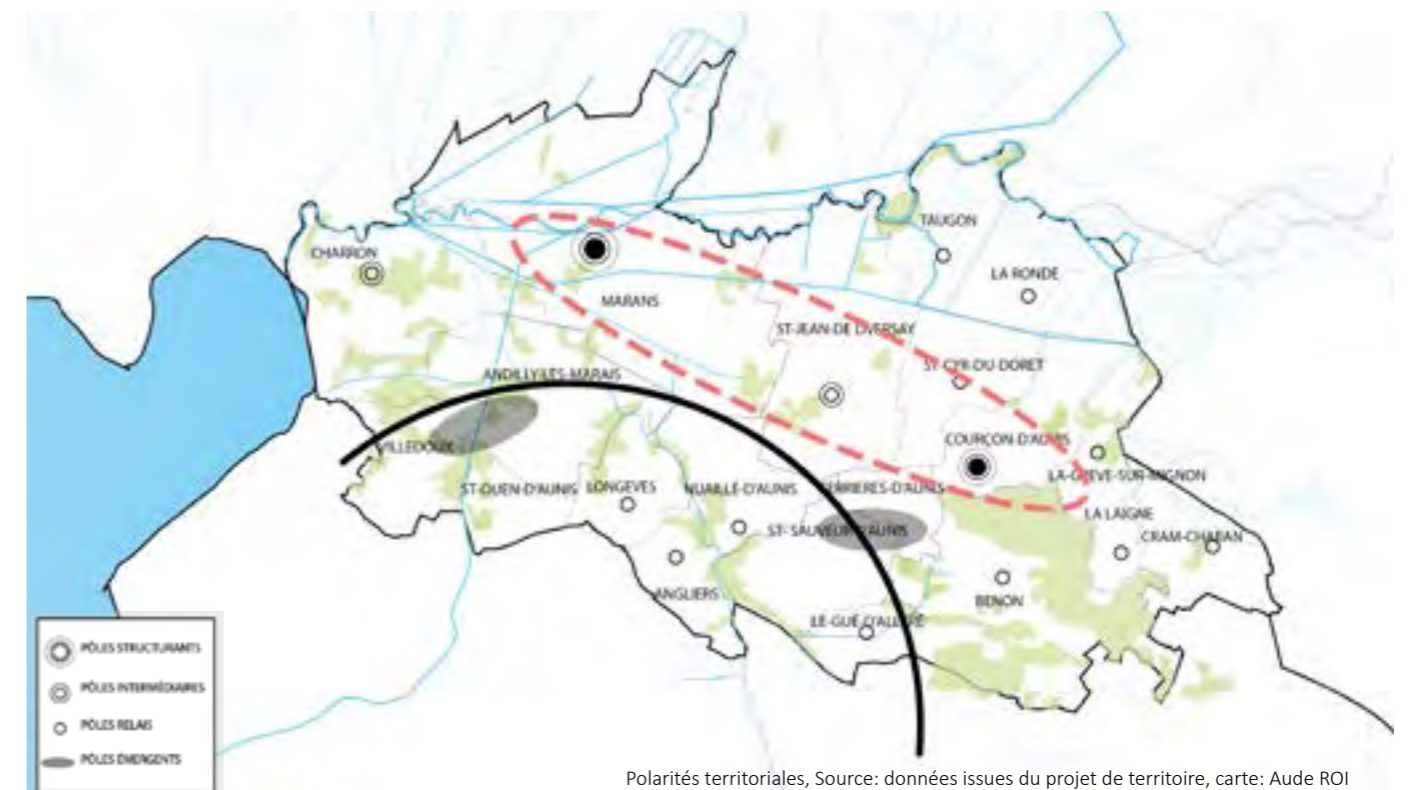 TAUGON
CHARRON
LA RONDE
MARANS
ST-JEAN-DE LIVERSAY
ST-CYR-DU-DORET
ANDILLY-LES-MARAIS
COURCON-D'AUNIS
VILLEDOUX
LA-GREVE-SUR-MIGNON
ST-OUEN-D'AUNIS
LONGEVES
NUAILLE-D'AUNIS
FERRIERES-D'AUNIS
LA LAIGNE
ST-SAUVEUR-D'AUNIS
CRAM-CHABAN
ANGLIERS
BENON
LE-GUÉ D'ALLERÉ
PÔLES STRUCTURANTS
PÔLES INTERMÉDIAIRES
PÔLES RELAIS
PÔLES ÉMERGENTS
Polarités territoriales, Source: données issues du projet de territoire, carte: Aude ROI